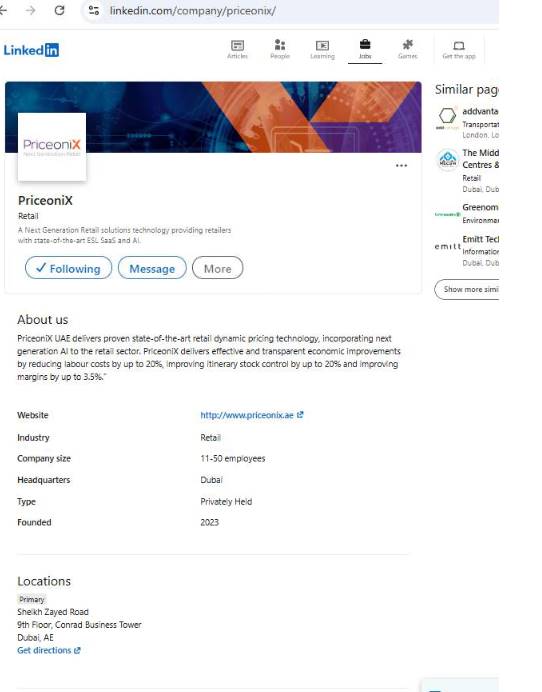 linkedin.com/company/priceonix/
Linked in
Articles
People
Learning
Jobs
Games
Get the app
PriceoniX
Next Generation Retail
PriceoniX
Retail
A Next Generation Retail solutions technology providing retailers
with state-of-the-art ESL SaaS and AI.
✓ Following
Message
More
Similar pag
addvanta
Transportat
London, Lo
The Midd
Centres &
Retail
Dubai, Dub
Greenom
Environmer
emitt
Emitt Tecl
Informatior
Dubai, Dub
Show more simi
About us
PriceoniX UAE delivers proven state-of-the-art retail dynamic pricing technology, incorporating next
generation AI to the retail sector. PriceoniX delivers effective and transparent economic improvements
by reducing labour costs by up to 20%, improving itinerary stock control by up to 20% and improving
margins by up to 3.5%."
Website http://www.priceonix.ae
Industry Retail
Company size 11-50 employees
Headquarters Dubai
Type Privately Held
Founded 2023
Locations
Primary
Sheikh Zayed Road
9th Floor, Conrad Business Tower
Dubai, AE
Get directions